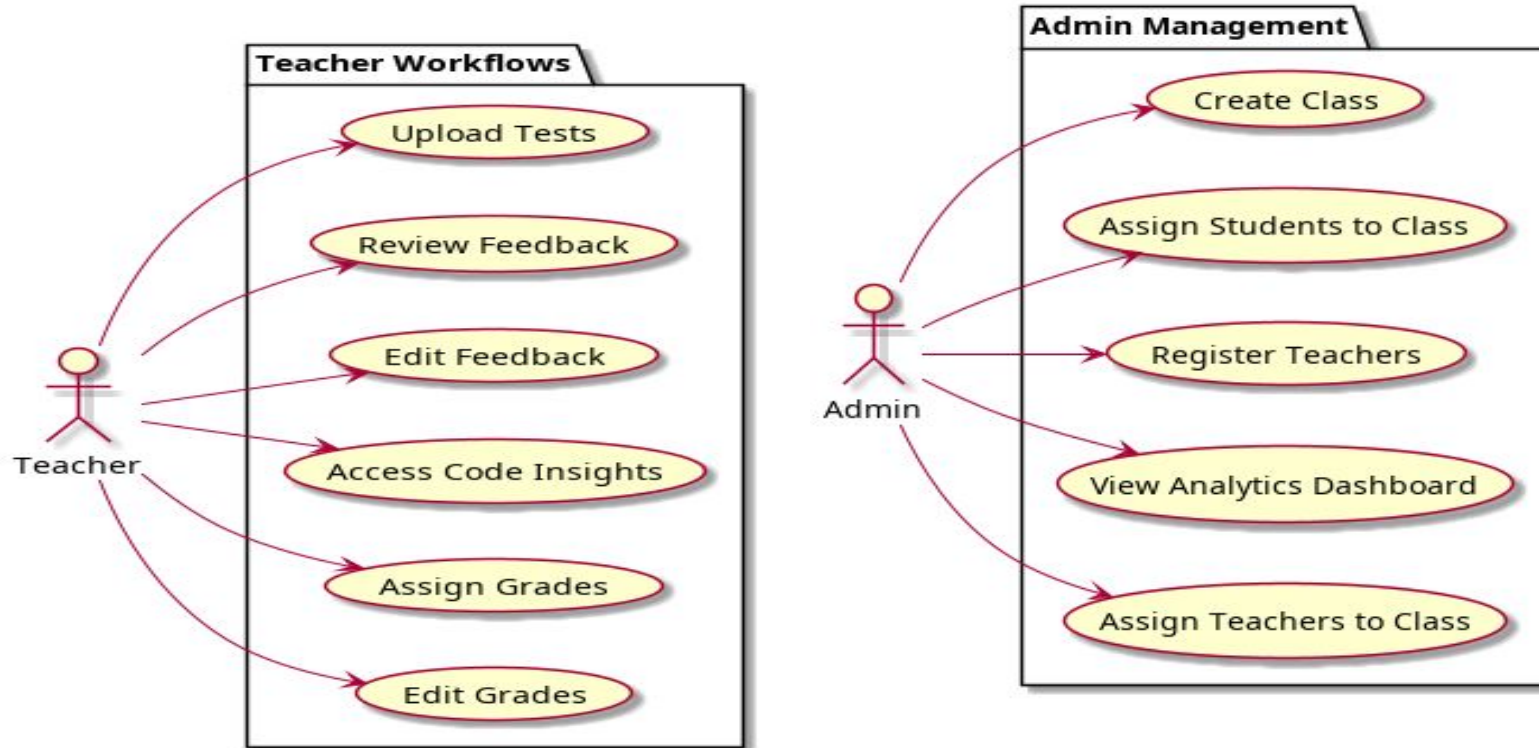 Teacher Workflows
Upload Tests
Review Feedback
Edit Feedback
Access Code Insights
Assign Grades
Edit Grades
Teacher
Admin Management
Create Class
Assign Students to Class
Register Teachers
View Analytics Dashboard
Assign Teachers to Class
Admin